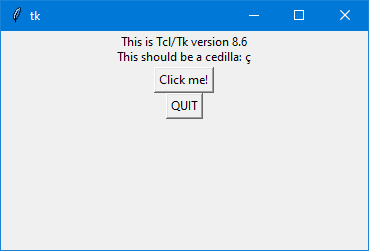 tk
This is Tcl/Tk version 8.6
This should be a cedilla: ç
Click me!
QUIT